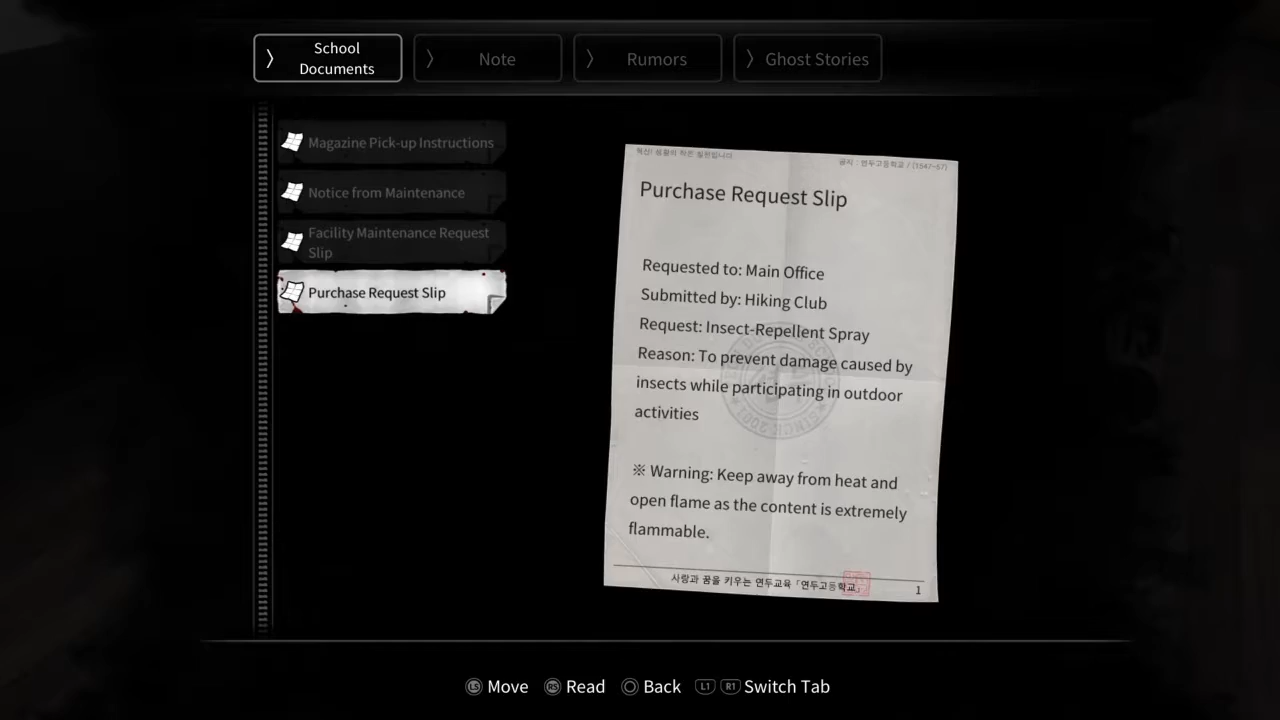 School
Documents
Note
Rumors
Ghost Stories
Magazine Pick-up Instructions
Notice from Maintenance
Facility Maintenance Request
Slip
Purchase Request Slip
Purchase Request Slip
Requested to: Main Office
Submitted by: Hiking Club
Request: Insect-Repellent Spray
Reason: To prevent damage caused by
insects while participating in outdoor
activities
※ Warning: Keep away from heat and
open flame as the content is extremely
flammable.
사랑과 꿈을 키우는 연두교육 「연두고등학교」
1
LS Move
RS Read
Back
L1 R1 Switch Tab